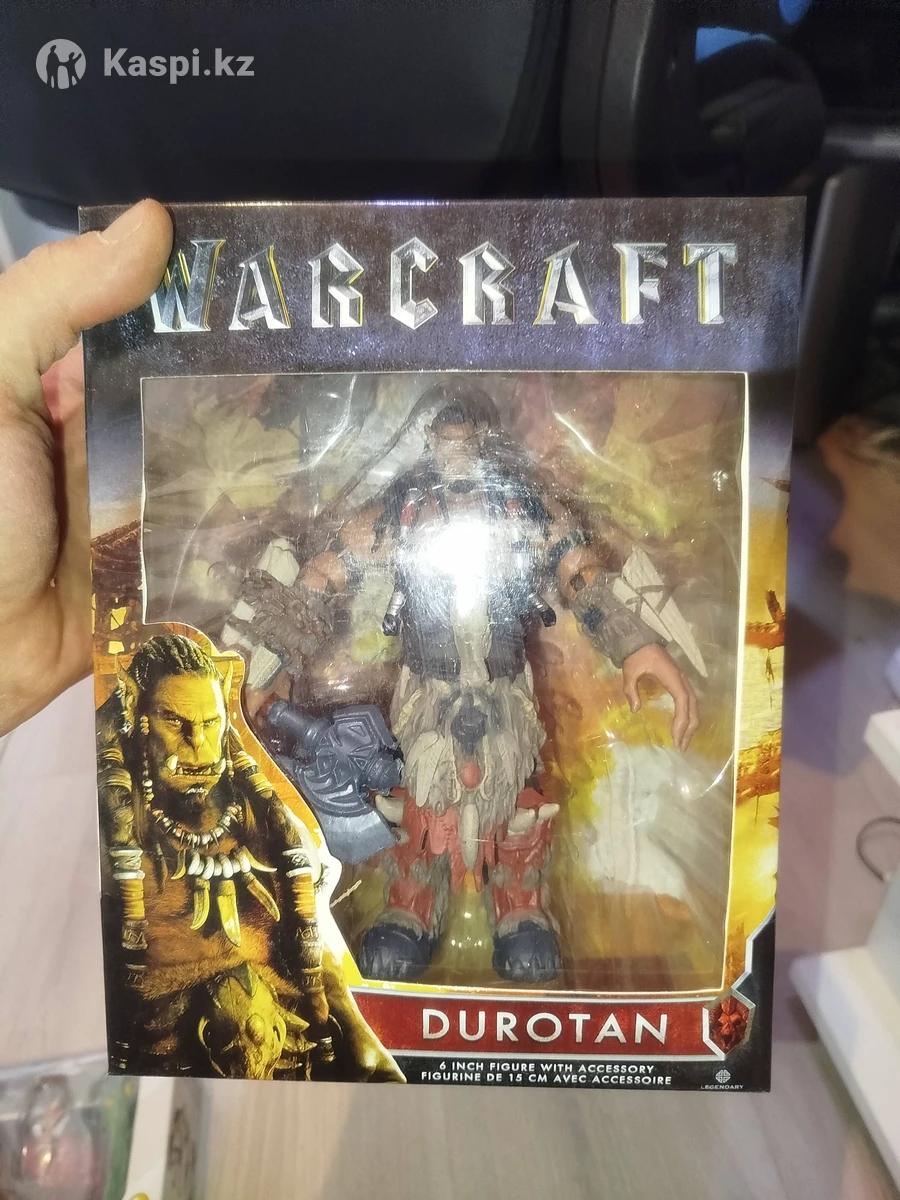 Kaspi.kz
WARCRAFT
DUROTAN
6 INCH FIGURE WITH ACCESSORY
FIGURINE DE 15 CM AVEC ACCESSOIRE
LEGENDARY